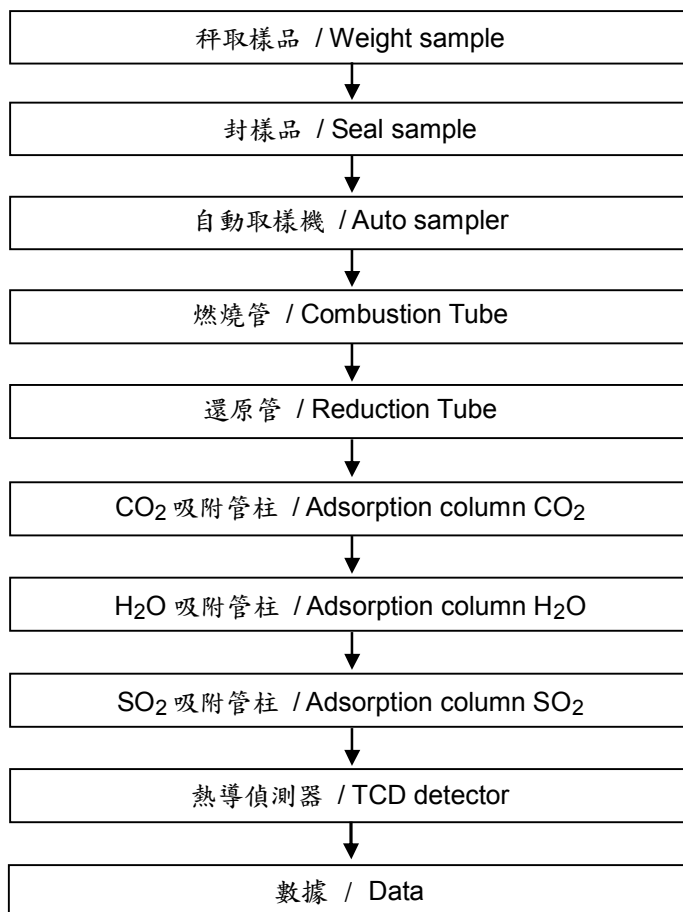 秤取樣品 / Weight sample
封樣品 / Seal sample
自動取樣機 / Auto sampler
燃燒管 / Combustion Tube
還原管 / Reduction Tube
CO₂ 吸附管柱 / Adsorption column CO₂
H₂O 吸附管柱 / Adsorption column H₂O
SO₂ 吸附管柱 / Adsorption column SO₂
熱導偵測器 / TCD detector
數據 / Data